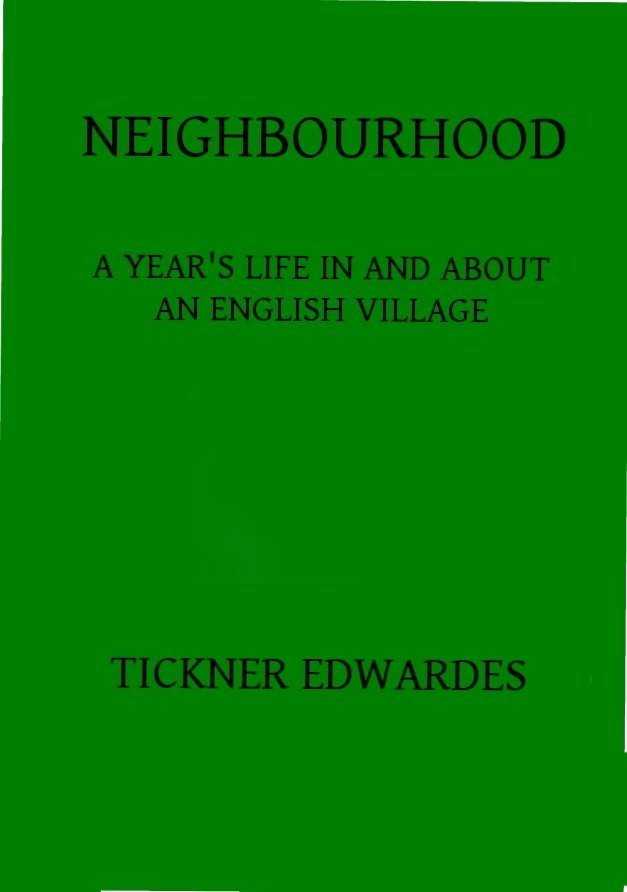 NEIGHBOURHOOD
A YEAR'S LIFE IN AND ABOUT
AN ENGLISH VILLAGE
TICKNER EDWARDES